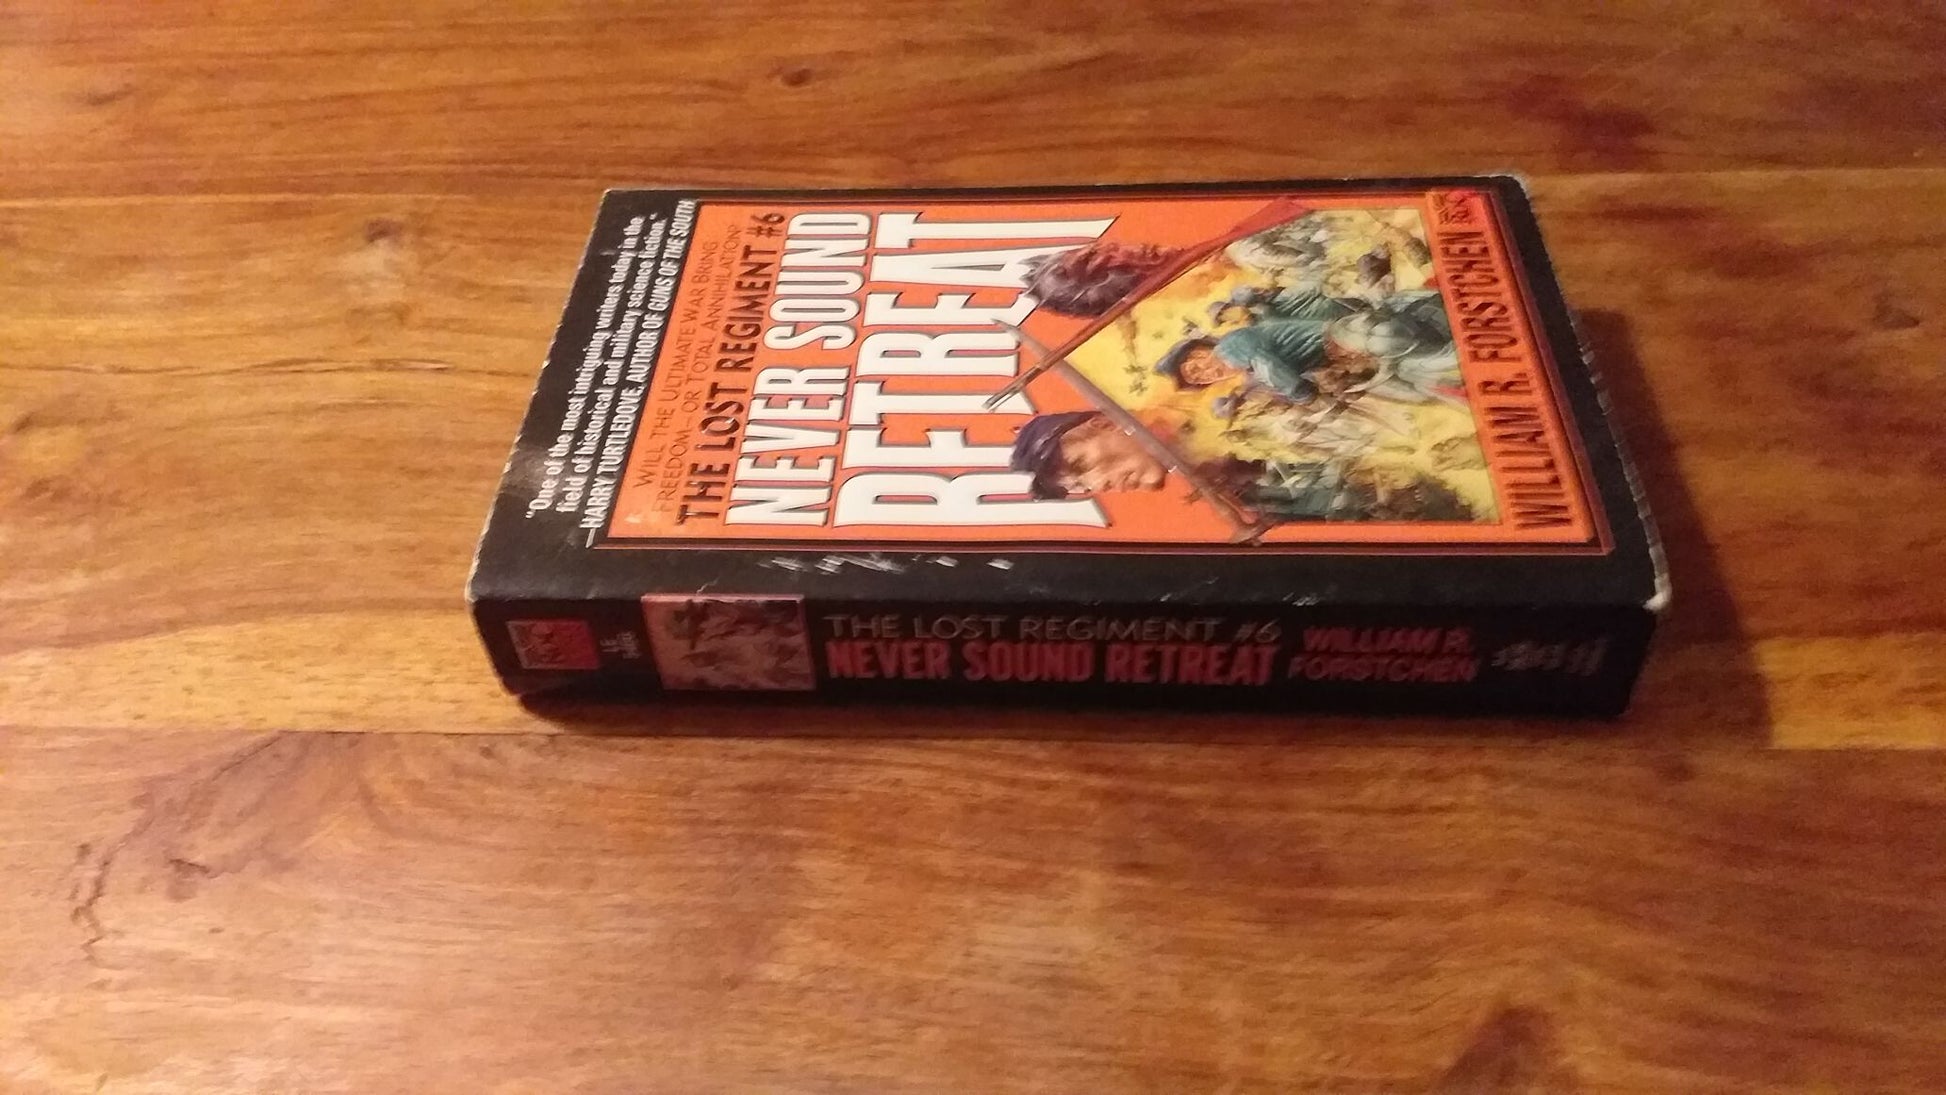 "One of the most intriguing writers today in the
field of historical and military science fiction."
—HARRY TURTLEDOVE, AUTHOR OF GUNS OF THE SOUTH
WILL THE ULTIMATE WAR BRING
FREEDOM—OR TOTAL ANNIHILATION?
THE LOST REGIMENT #6
NEVER SOUND
RETREAT
WILLIAM R. FORSTCHEN
ROC
THE LOST REGIMENT #6
NEVER SOUND RETREAT
WILLIAM R.
FORSTCHEN